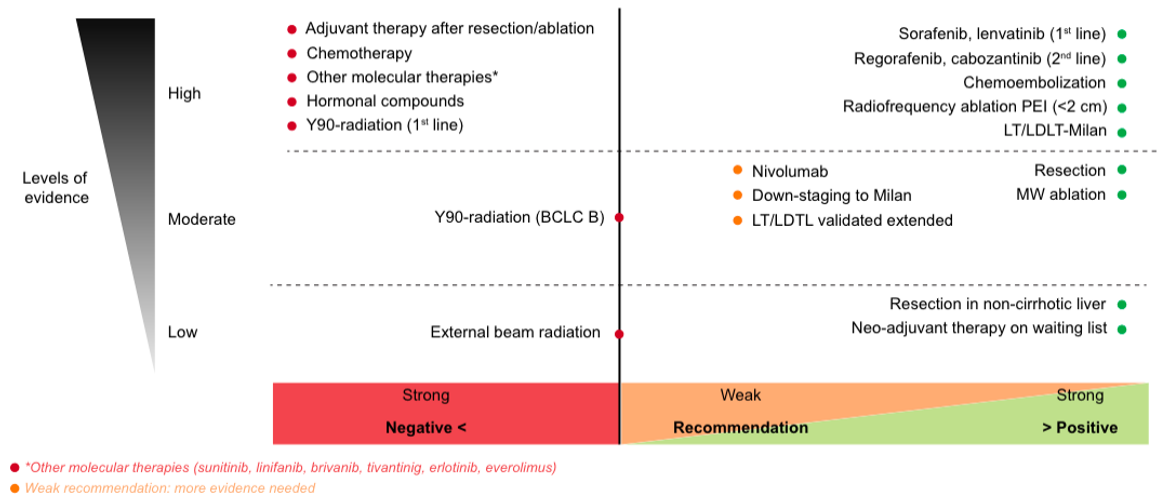 Adjuvant therapy after resection/ablation
Chemotherapy
Other molecular therapies*
Hormonal compounds
Y90-radiation (1st line)
Sorafenib, lenvatinib (1st line)
Regorafenib, cabozantinib (2nd line)
Chemoembolization
Radiofrequency ablation PEI (<2 cm)
LT/LDLT-Milan
High
Levels of
evidence
Moderate
Y90-radiation (BCLC B)
Nivolumab
Down-staging to Milan
LT/LDTL validated extended
Resection
MW ablation
Low
External beam radiation
Resection in non-cirrhotic liver
Neo-adjuvant therapy on waiting list
Strong
Weak
Strong
Negative <
Recommendation
> Positive
*Other molecular therapies (sunitinib, linifanib, brivanib, tivantinig, erlotinib, everolimus)
Weak recommendation: more evidence needed